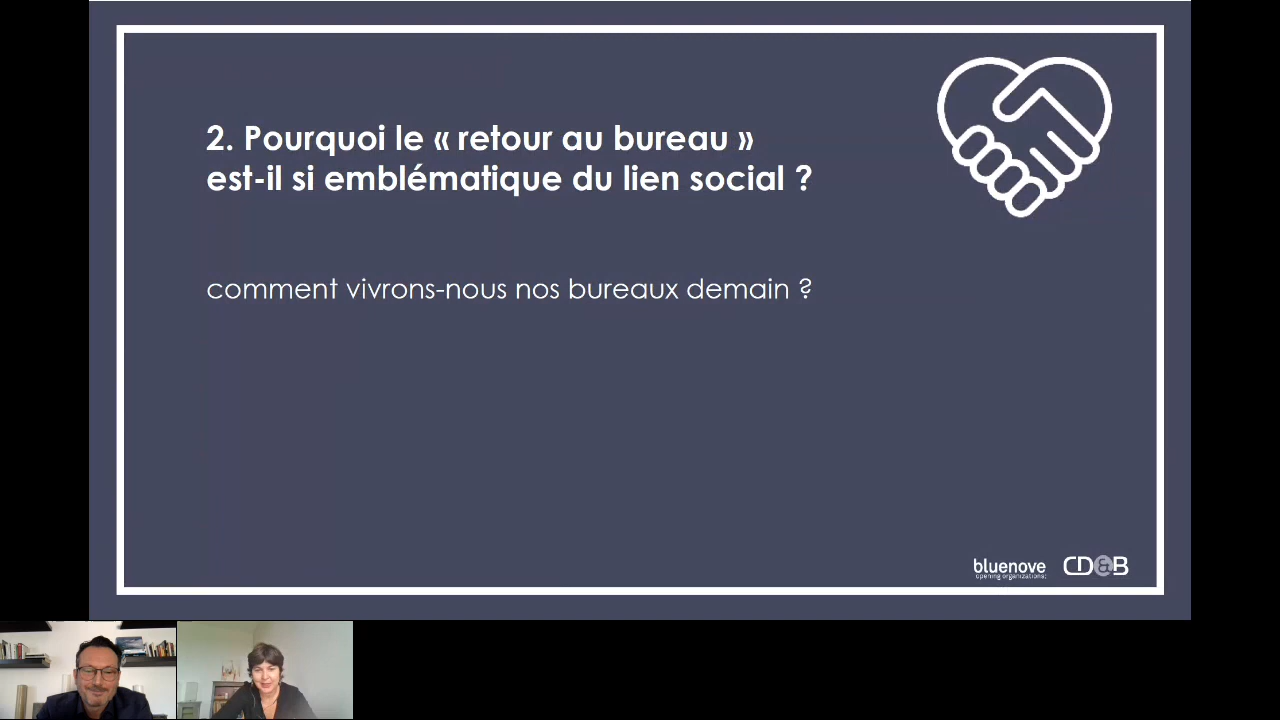 2. Pourquoi le « retour au bureau »
est-il si emblématique du lien social ?
comment vivrons-nous nos bureaux demain ?
bluenove
opening organizations.
CD@B